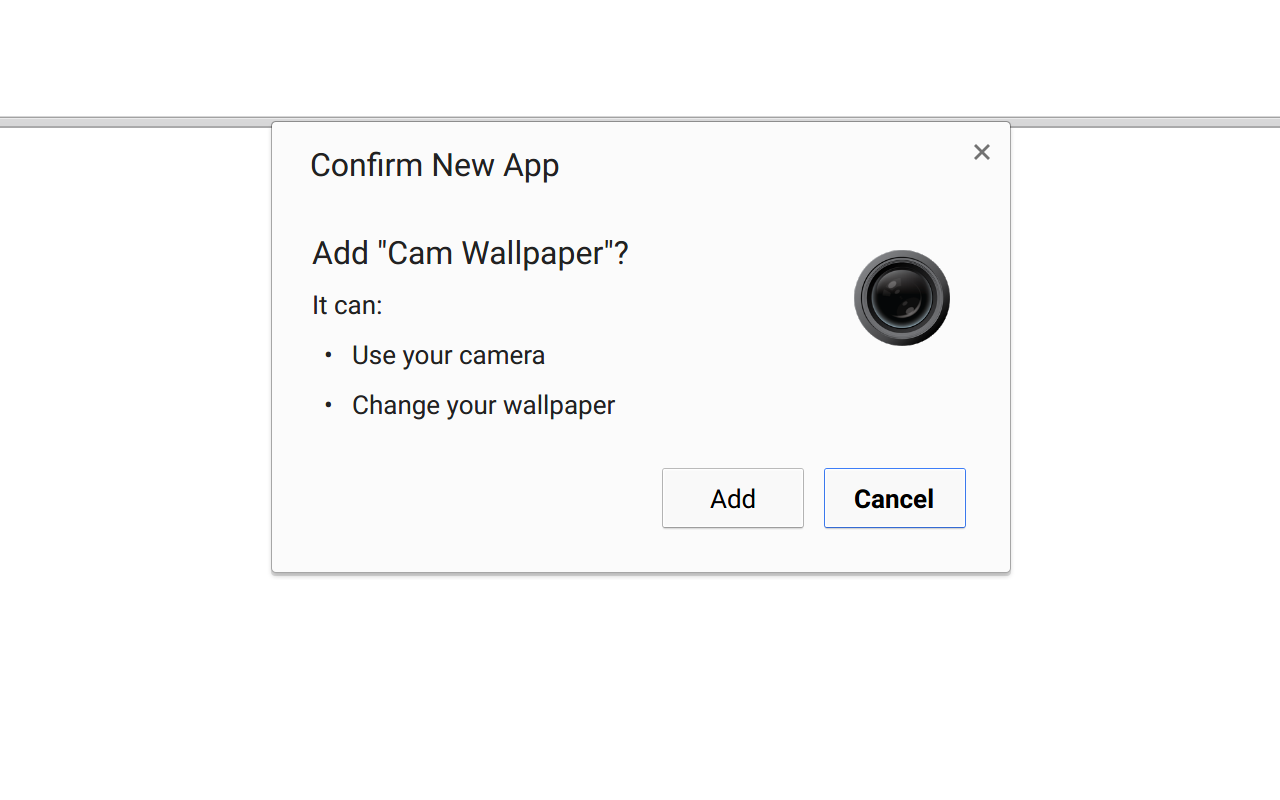 Confirm New App
Add "Cam Wallpaper"?
It can:
• Use your camera
• Change your wallpaper
Add
Cancel